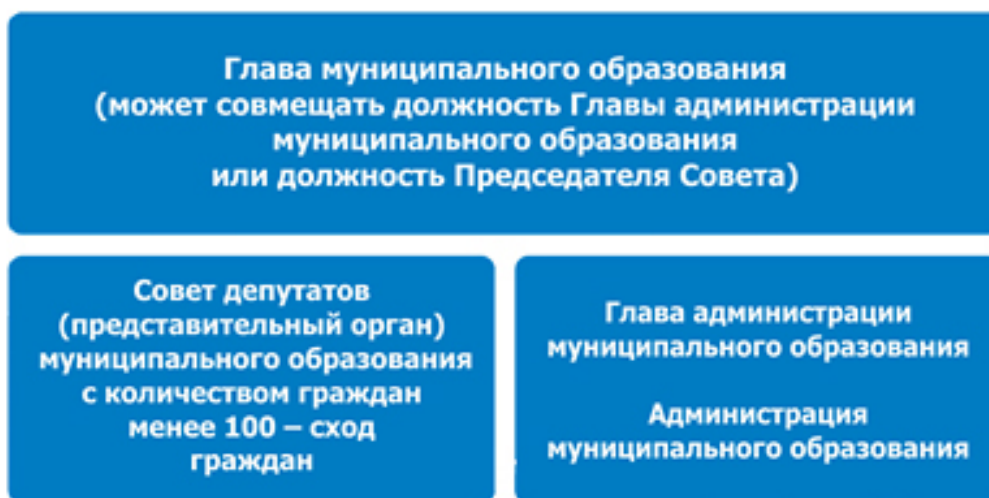 Глава муниципального образования
(может совмещать должность Главы администрации
муниципального образования
или должность Председателя Совета)
Совет депутатов
(представительный орган)
муниципального образования
с количеством граждан
менее 100 – сход
граждан
Глава администрации
муниципального образования
Администрация
муниципального образования